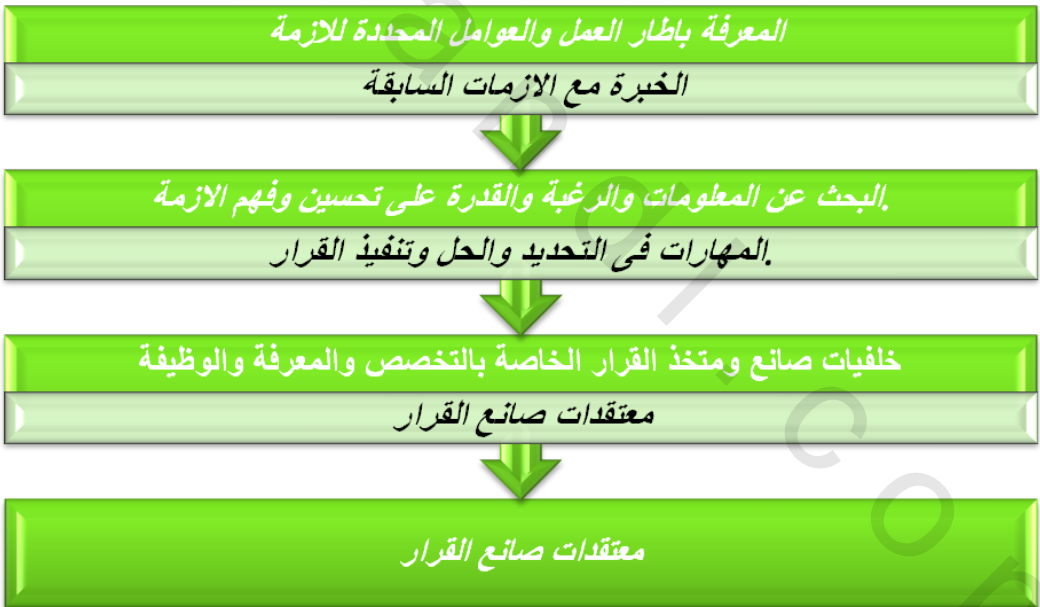 المعرفة باطار العمل والعوامل المحددة للازمة
الخبرة مع الازمات السابقة
.البحث عن المعلومات والرغبة والقدرة على تحسين وفهم الازمة
.المهارات فى التحديد والحل وتنفيذ القرار
خلفيات صانع ومتخذ القرار الخاصة بالتخصص والمعرفة والوظيفة
معتقدات صانع القرار
معتقدات صانع القرار